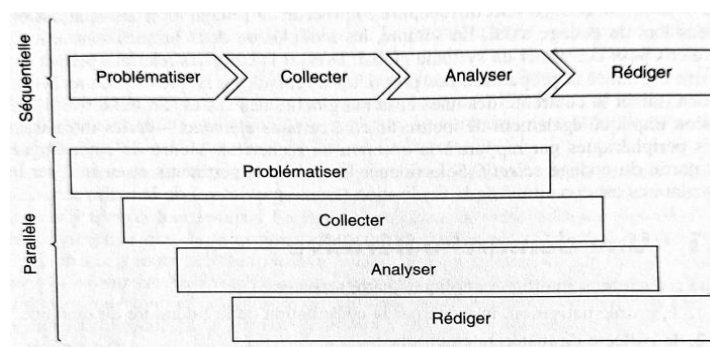 Séquentielle
Problématiser Collecter Analyser Rédiger
Parallèle
Problématiser
Collecter
Analyser
Rédiger